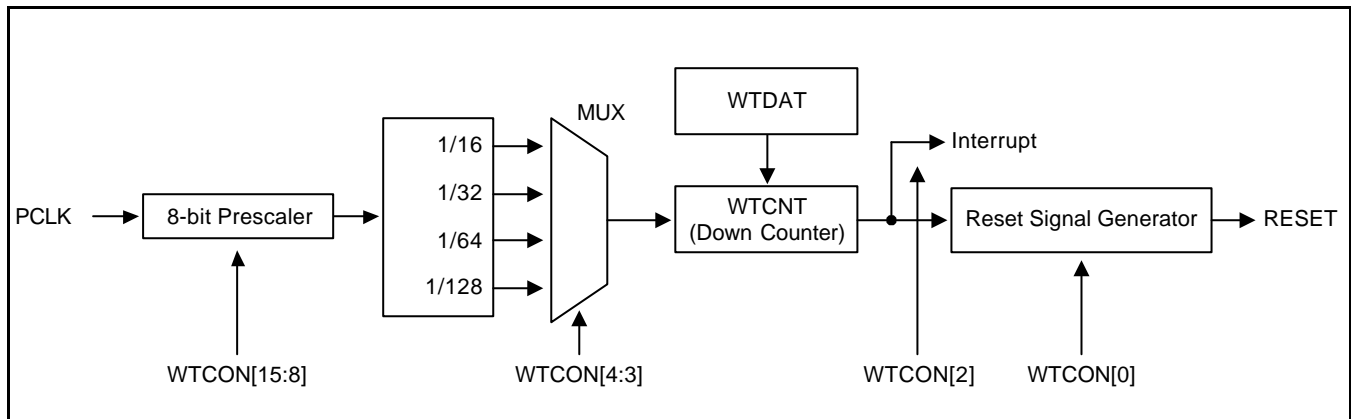 WTDAT
MUX
1/16
Interrupt
1/32
PCLK
8-bit Prescaler
WTCNT
(Down Counter)
Reset Signal Generator
RESET
1/64
1/128
WTCON[15:8]
WTCON[4:3]
WTCON[2]
WTCON[0]